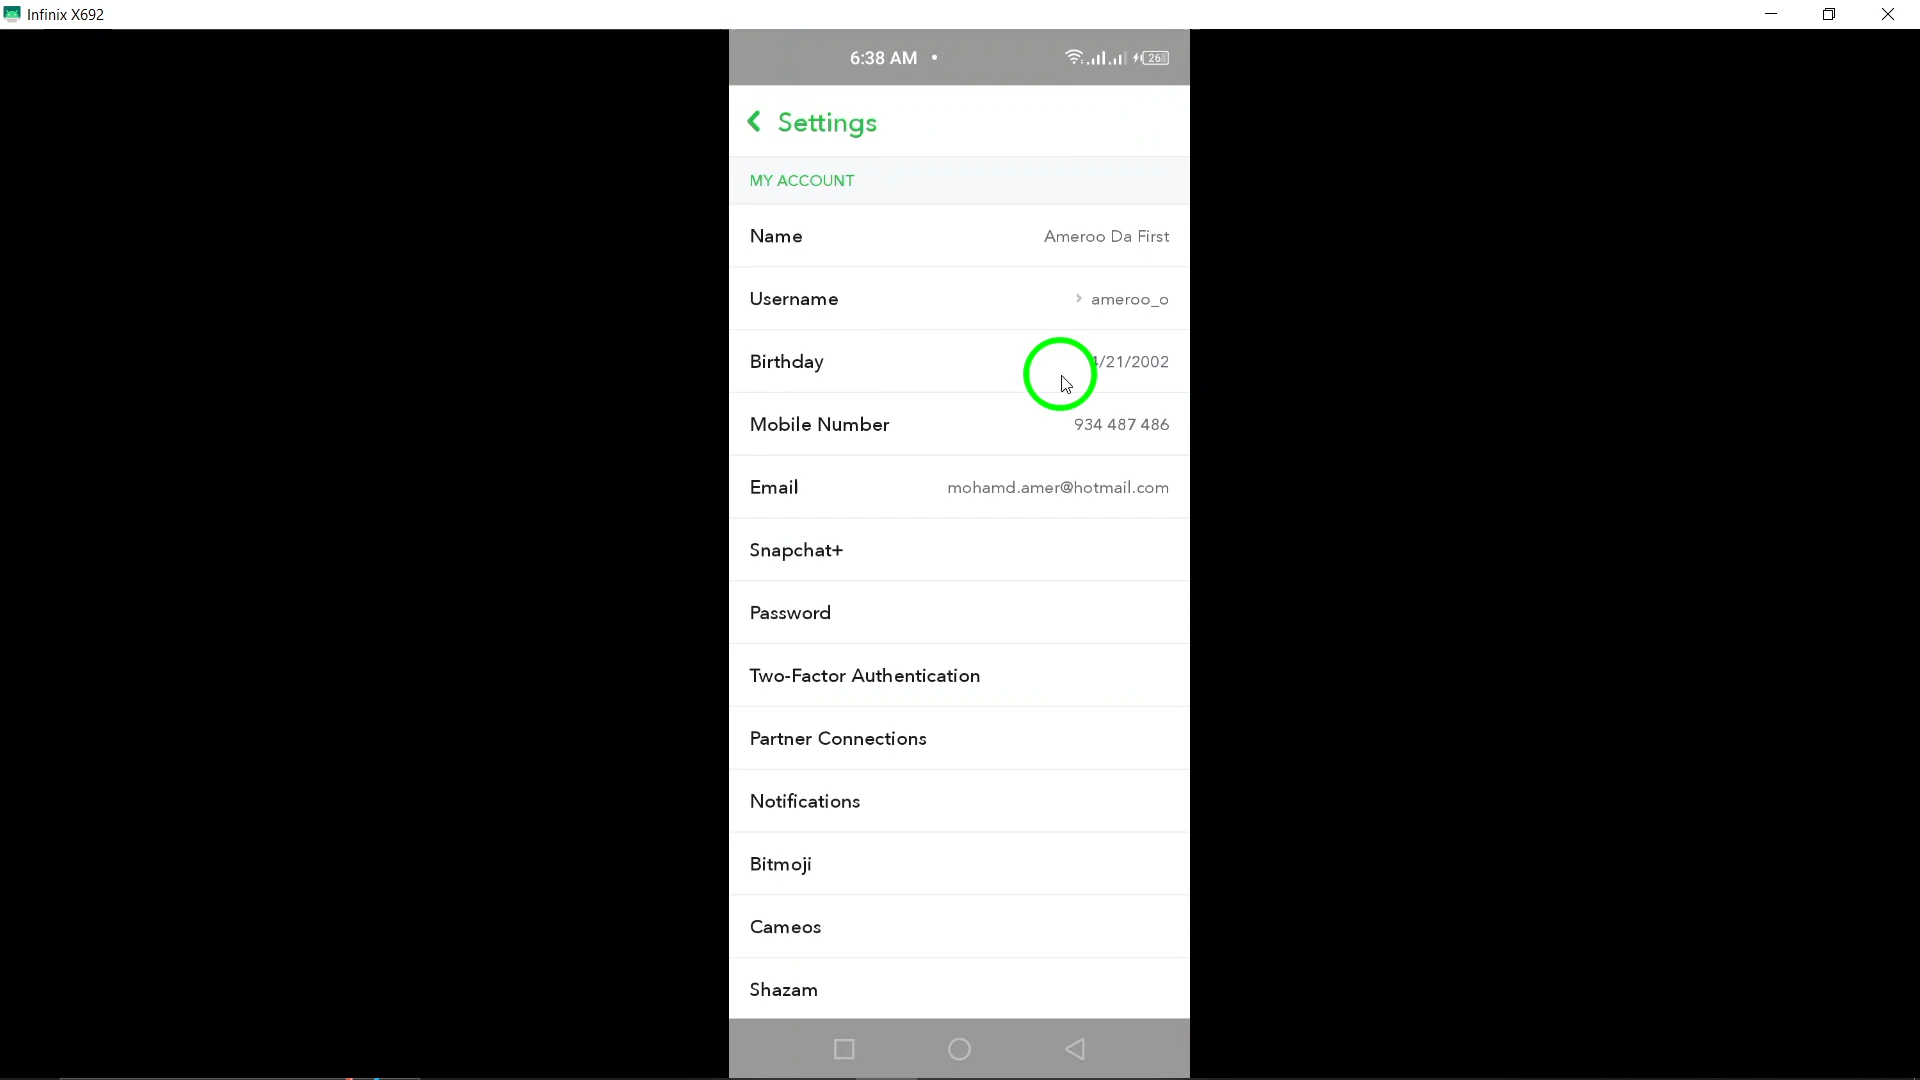 Infinix X692
6:38 AM
26
Settings
MY ACCOUNT
Name Ameroo Da First
Username ameroo_o
Birthday 4/21/2002
Mobile Number 934 487 486
Email mohamd.amer@hotmail.com
Snapchat+
Password
Two-Factor Authentication
Partner Connections
Notifications
Bitmoji
Cameos
Shazam